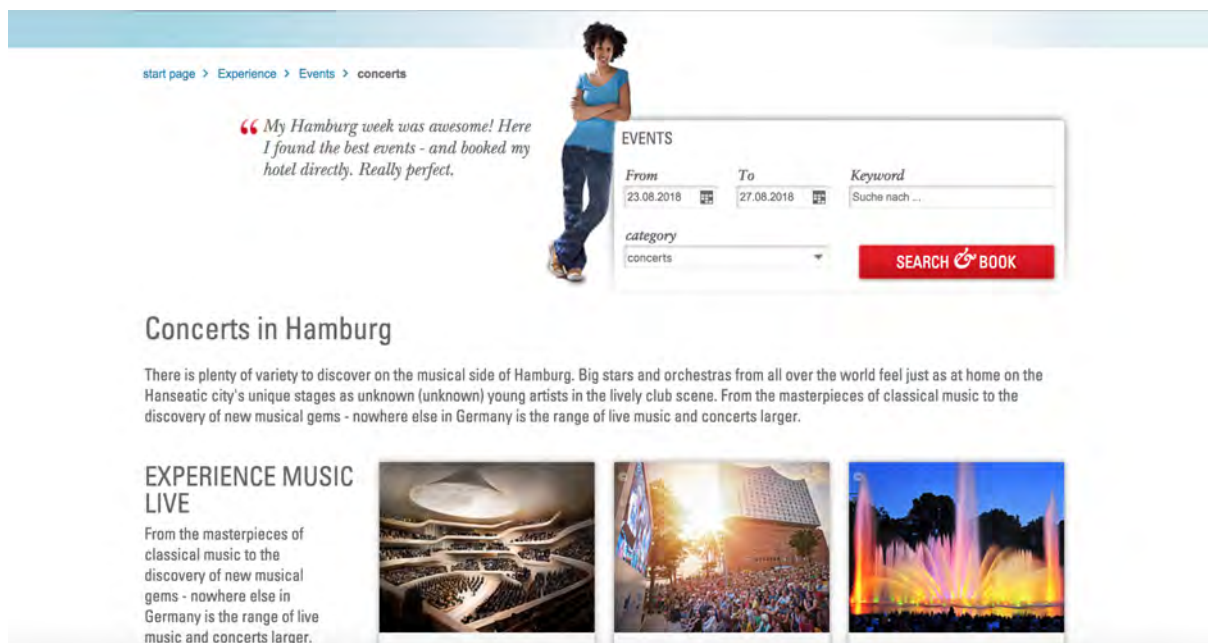 start page > Experience > Events > concerts
“ My Hamburg week was awesome! Here
I found the best events - and booked my
hotel directly. Really perfect.
EVENTS
From To Keyword
23.08.2018 27.08.2018 Suche nach ...
category
concerts
SEARCH & BOOK
Concerts in Hamburg
There is plenty of variety to discover on the musical side of Hamburg. Big stars and orchestras from all over the world feel just as at home on the
Hanseatic city's unique stages as unknown (unknown) young artists in the lively club scene. From the masterpieces of classical music to the
discovery of new musical gems - nowhere else in Germany is the range of live music and concerts larger.
EXPERIENCE MUSIC
LIVE
From the masterpieces of
classical music to the
discovery of new musical
gems - nowhere else in
Germany is the range of live
music and concerts larger.